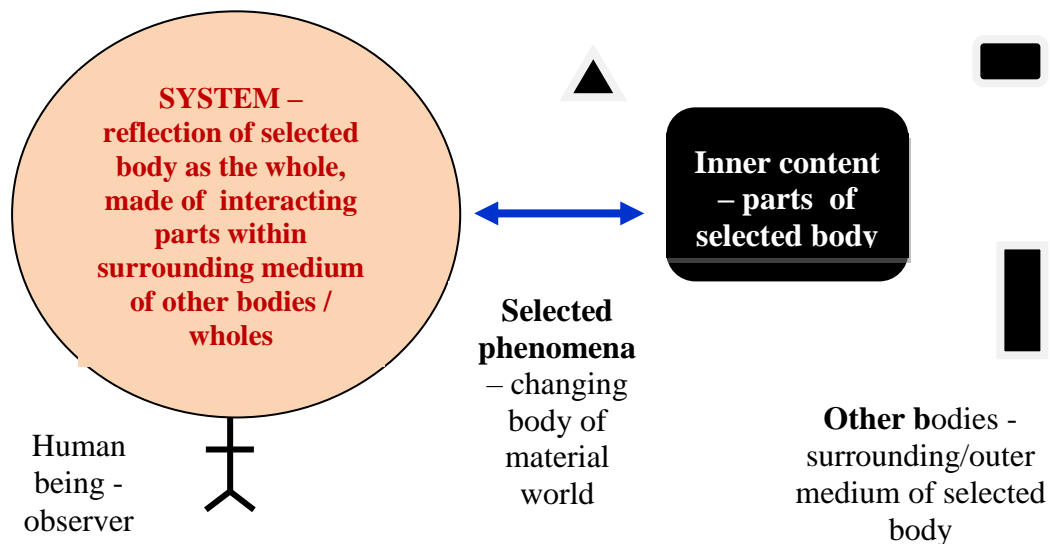 SYSTEM –
reflection of selected
body as the whole,
made of interacting
parts within
surrounding medium
of other bodies /
wholes
Inner content
– parts of
selected body
Selected
phenomena
– changing
body of
material
world
Human
being -
observer
Other bodies -
surrounding/outer
medium of selected
body